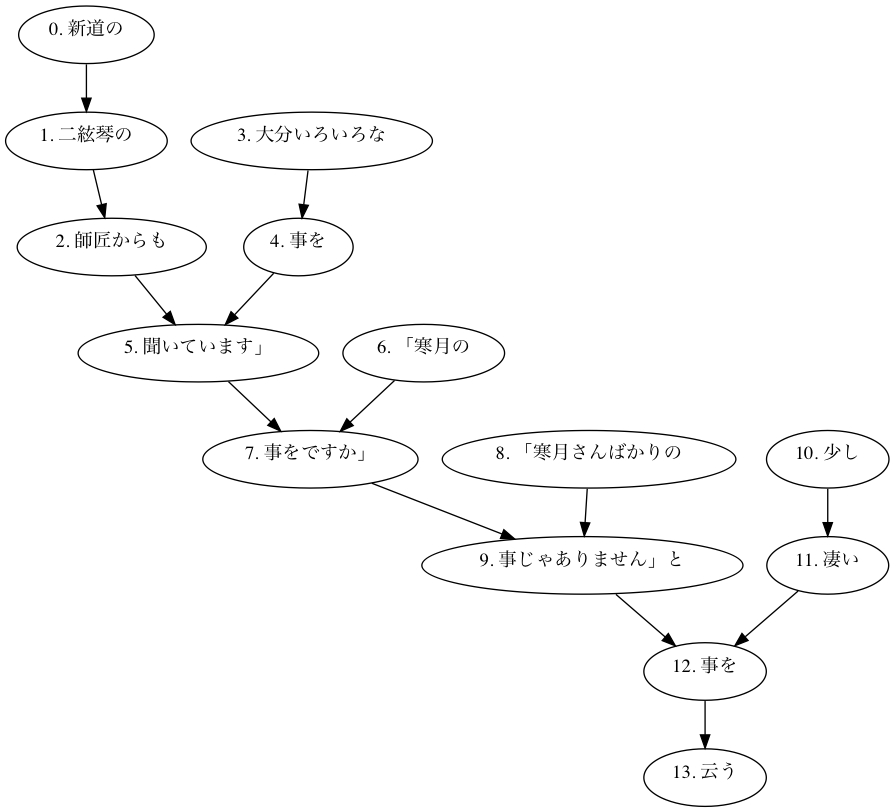 0. 新道の
1. 二絃琴の
2. 師匠からも
3. 大分いろいろな
4. 事を
5. 聞いています」
6. 「寒月の
7. 事をですか」
8. 「寒月さんばかりの
9. 事じゃありません」と
10. 少し
11. 凄い
12. 事を
13. 云う